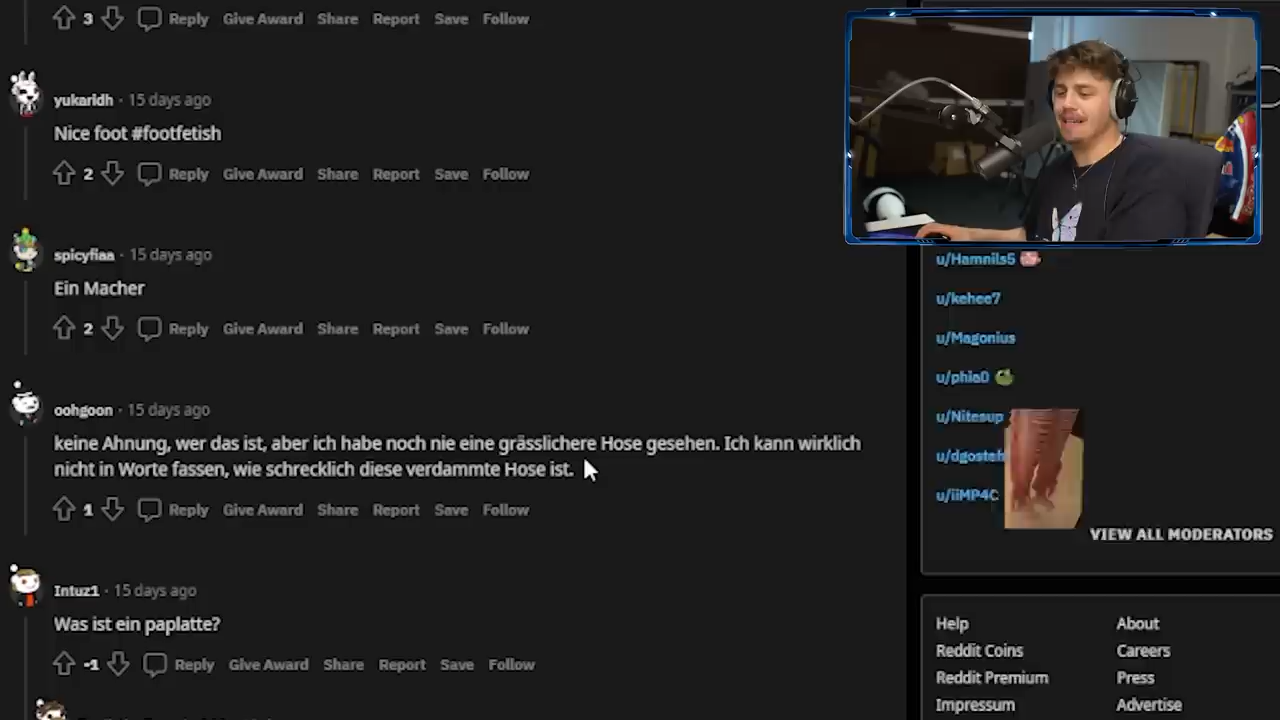 3 Reply Give Award Share Report Save Follow
yukaridh · 15 days ago
Nice foot #footfetish
2 Reply Give Award Share Report Save Follow
spicyfiaa · 15 days ago
Ein Macher
2 Reply Give Award Share Report Save Follow
oohgoon · 15 days ago
keine Ahnung, wer das ist, aber ich habe noch nie eine grässlichere Hose gesehen. Ich kann wirklich
nicht in Worte fassen, wie schrecklich diese verdammte Hose ist.
1 Reply Give Award Share Report Save Follow
Intuz1 · 15 days ago
Was ist ein paplatte?
-1 Reply Give Award Share Report Save Follow
u/Hamnils5
u/kehee7
u/Magonius
u/phia0
u/Nitesup
u/dgosteh
u/iiMP4C
VIEW ALL MODERATORS
Help About
Reddit Coins Careers
Reddit Premium Press
Impressum Advertise